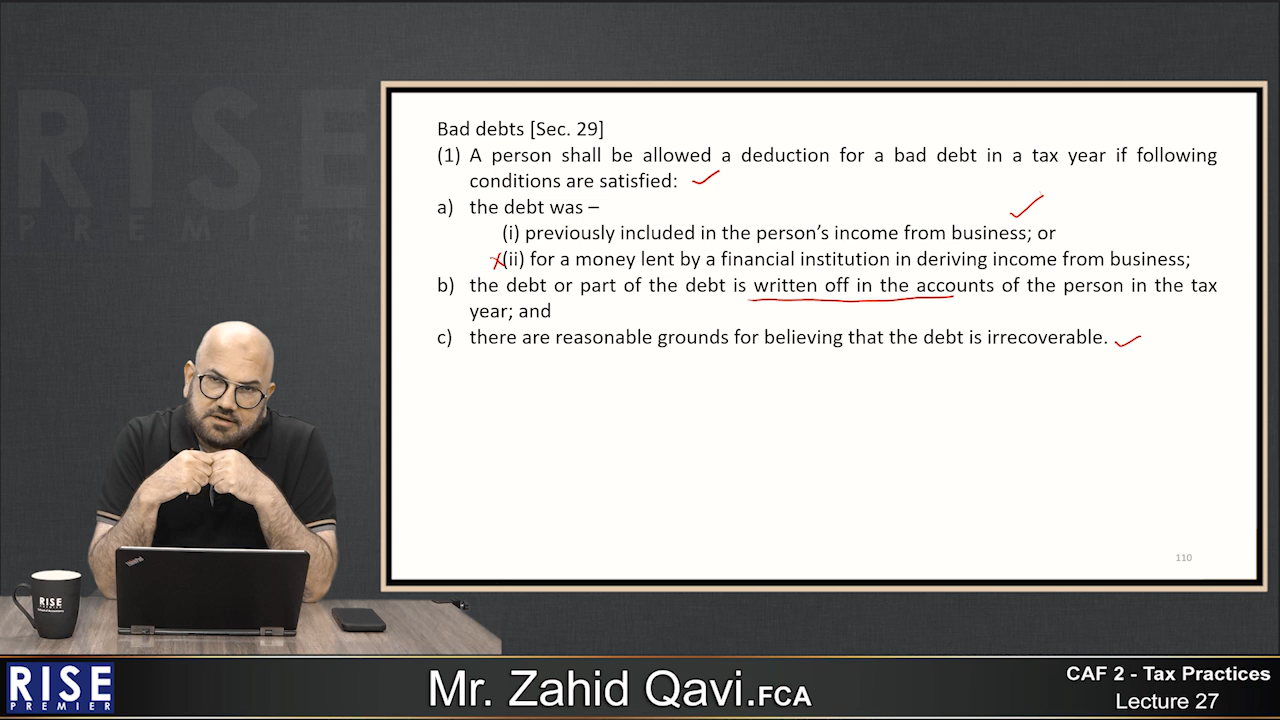 RISE
PREMIER
Bad debts [Sec. 29]
(1) A person shall be allowed a deduction for a bad debt in a tax year if following
conditions are satisfied:
a) the debt was –
(i) previously included in the person's income from business; or
(ii) for a money lent by a financial institution in deriving income from business;
b) the debt or part of the debt is written off in the accounts of the person in the tax
year; and
c) there are reasonable grounds for believing that the debt is irrecoverable.
110
RISE
PREMIER
RISE
PREMIER
Mr. Zahid Qavi.FCA
CAF 2 - Tax Practices
Lecture 27